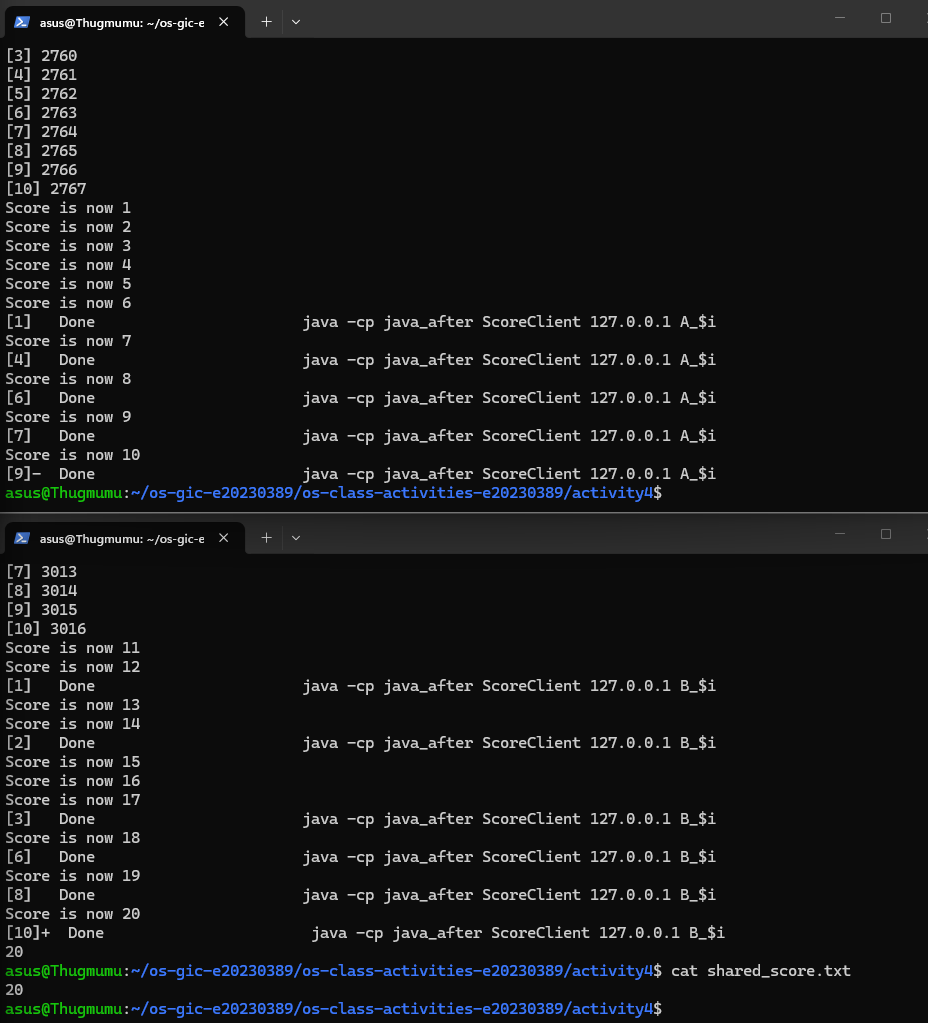 asus@Thugmumu: ~/os-gic-e
[3] 2760
[4] 2761
[5] 2762
[6] 2763
[7] 2764
[8] 2765
[9] 2766
[10] 2767
Score is now 1
Score is now 2
Score is now 3
Score is now 4
Score is now 5
Score is now 6
[1]   Done                       java -cp java_after ScoreClient 127.0.0.1 A_$i
Score is now 7
[4]   Done                       java -cp java_after ScoreClient 127.0.0.1 A_$i
Score is now 8
[6]   Done                       java -cp java_after ScoreClient 127.0.0.1 A_$i
Score is now 9
[7]   Done                       java -cp java_after ScoreClient 127.0.0.1 A_$i
Score is now 10
[9]-  Done                       java -cp java_after ScoreClient 127.0.0.1 A_$i
asus@Thugmumu:~/os-gic-e20230389/os-class-activities-e20230389/activity4$
asus@Thugmumu: ~/os-gic-e
[7] 3013
[8] 3014
[9] 3015
[10] 3016
Score is now 11
Score is now 12
[1]   Done                       java -cp java_after ScoreClient 127.0.0.1 B_$i
Score is now 13
Score is now 14
[2]   Done                       java -cp java_after ScoreClient 127.0.0.1 B_$i
Score is now 15
Score is now 16
Score is now 17
[3]   Done                       java -cp java_after ScoreClient 127.0.0.1 B_$i
Score is now 18
[6]   Done                       java -cp java_after ScoreClient 127.0.0.1 B_$i
Score is now 19
[8]   Done                       java -cp java_after ScoreClient 127.0.0.1 B_$i
Score is now 20
[10]+  Done                       java -cp java_after ScoreClient 127.0.0.1 B_$i
20
asus@Thugmumu:~/os-gic-e20230389/os-class-activities-e20230389/activity4$ cat shared_score.txt
20
asus@Thugmumu:~/os-gic-e20230389/os-class-activities-e20230389/activity4$